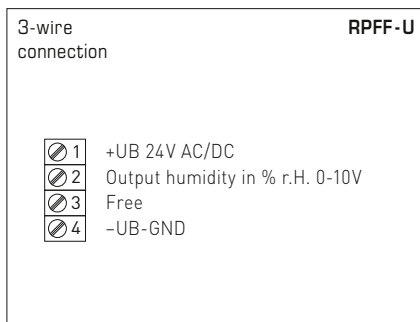 3-wire RPFF-U
connection
1 +UB 24V AC/DC
2 Output humidity in % r.H. 0-10V
3 Free
4 –UB-GND